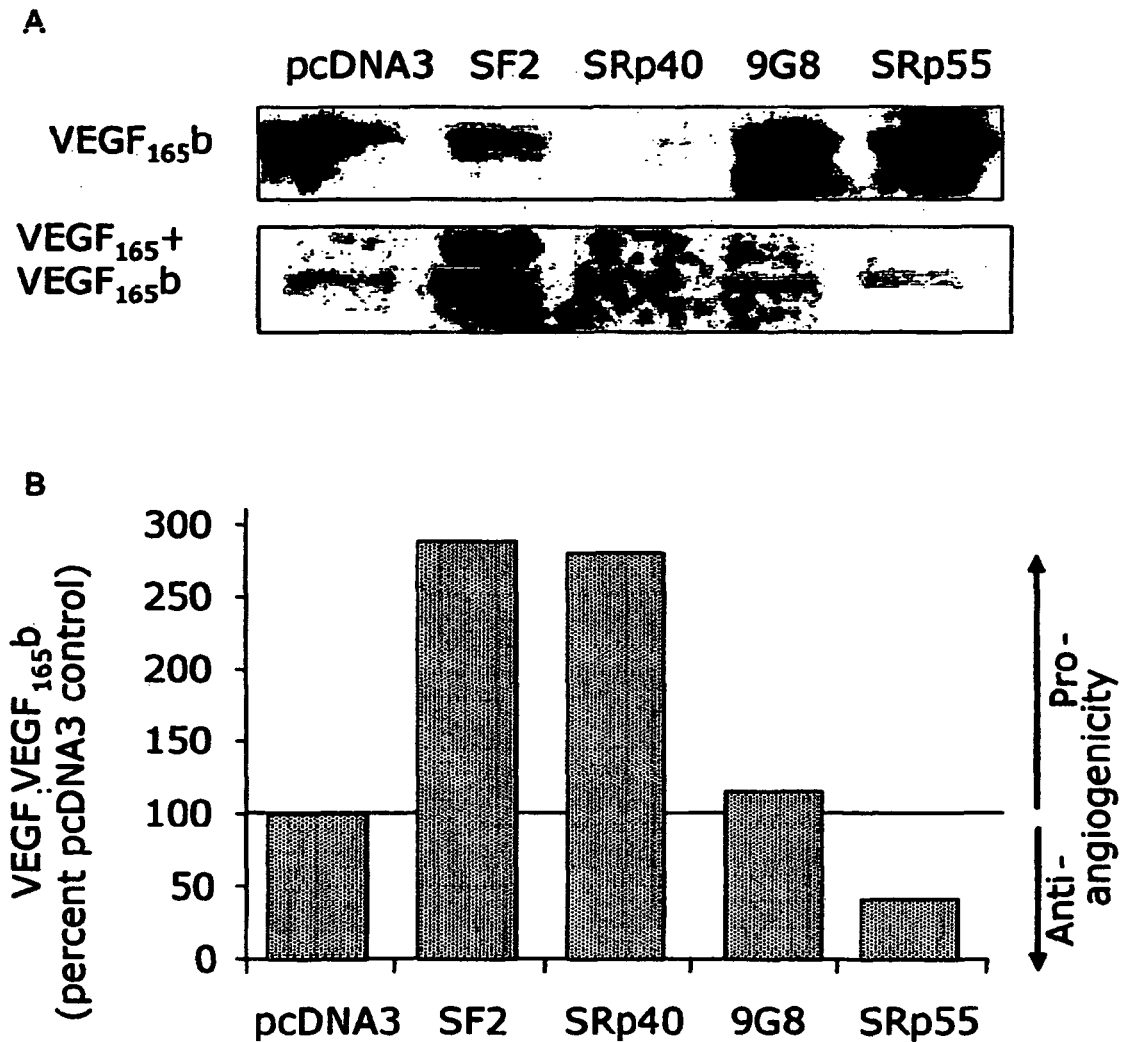 A
pcDNA3 SF2 SRp40 9G8 SRp55
VEGF₁₆₅b
VEGF₁₆₅+
VEGF₁₆₅b
B
VEGF:VEGF₁₆₅b
(percent pcDNA3 control)
300
250
200
150
100
50
0
Pro-
Anti-
angiogenicity
pcDNA3 SF2 SRp40 9G8 SRp55